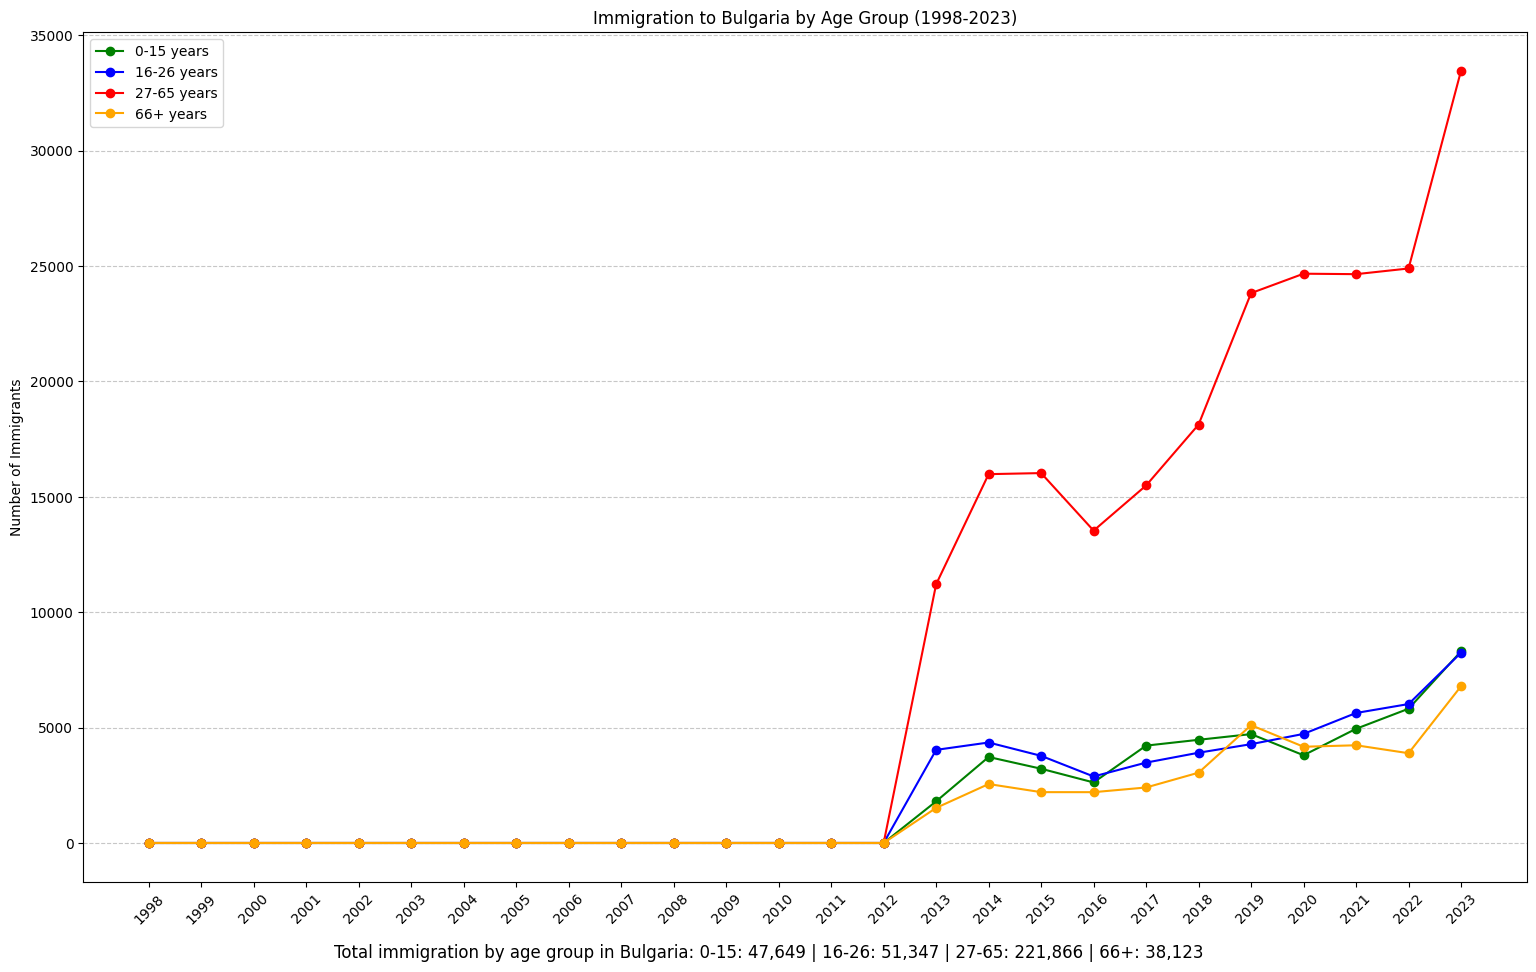 Immigration to Bulgaria by Age Group (1998-2023)
35000
0-15 years
16-26 years
27-65 years
66+ years
30000
25000
20000
15000
10000
5000
0
Number of Immigrants
1998 1999 2000 2001 2002 2003 2004 2005 2006 2007 2008 2009 2010 2011 2012 2013 2014 2015 2016 2017 2018 2019 2020 2021 2022 2023
Total immigration by age group in Bulgaria: 0-15: 47,649 | 16-26: 51,347 | 27-65: 221,866 | 66+: 38,123